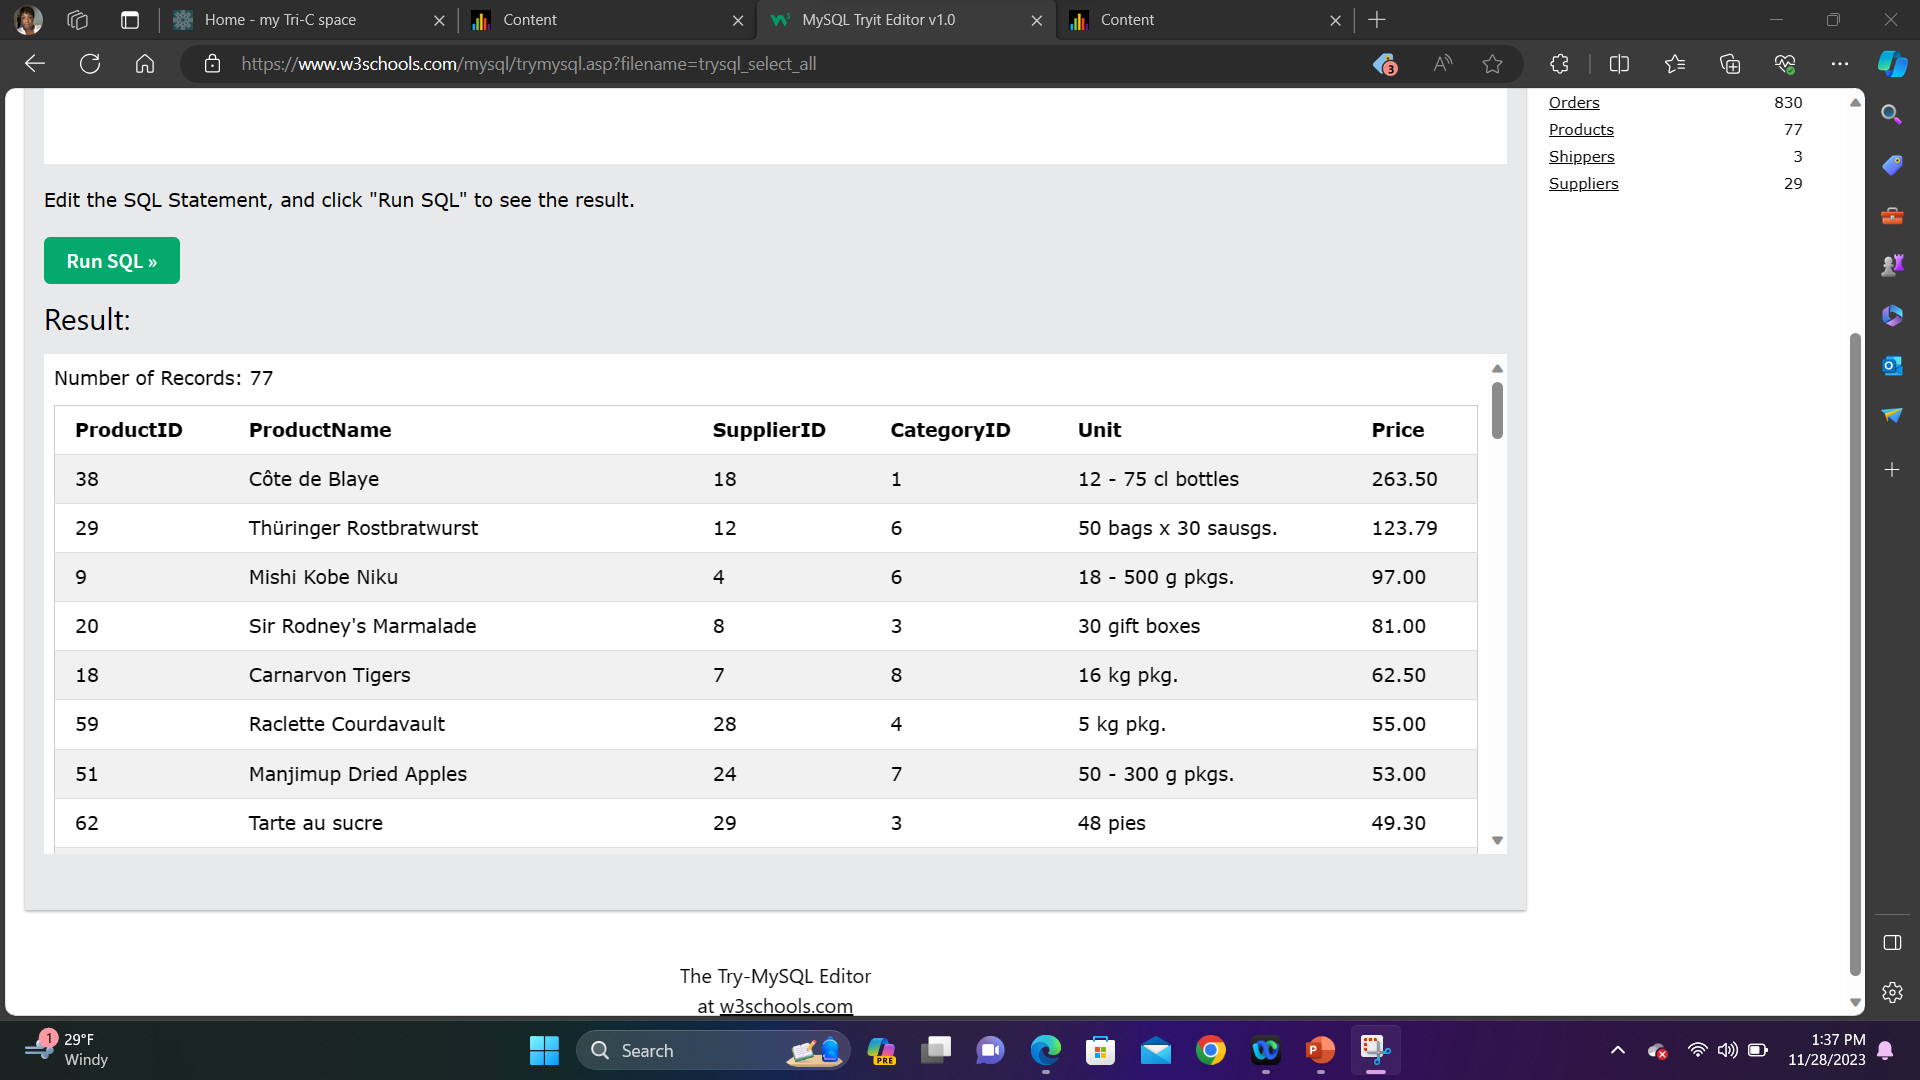 Home - my Tri-C space
Content
MySQL Tryit Editor v1.0
Content
https://www.w3schools.com/mysql/trymysql.asp?filename=trysql_select_all
3
Orders 830
Products 77
Shippers 3
Suppliers 29
Edit the SQL Statement, and click "Run SQL" to see the result.
Run SQL »
Result:
Number of Records: 77
ProductID ProductName SupplierID CategoryID Unit Price
38 Côte de Blaye 18 1 12 - 75 cl bottles 263.50
29 Thüringer Rostbratwurst 12 6 50 bags x 30 sausgs. 123.79
9 Mishi Kobe Niku 4 6 18 - 500 g pkgs. 97.00
20 Sir Rodney's Marmalade 8 3 30 gift boxes 81.00
18 Carnarvon Tigers 7 8 16 kg pkg. 62.50
59 Raclette Courdavault 28 4 5 kg pkg. 55.00
51 Manjimup Dried Apples 24 7 50 - 300 g pkgs. 53.00
62 Tarte au sucre 29 3 48 pies 49.30
The Try-MySQL Editor
at w3schools.com
1
29°F
Windy
Search
PRE
1:37 PM
11/28/2023